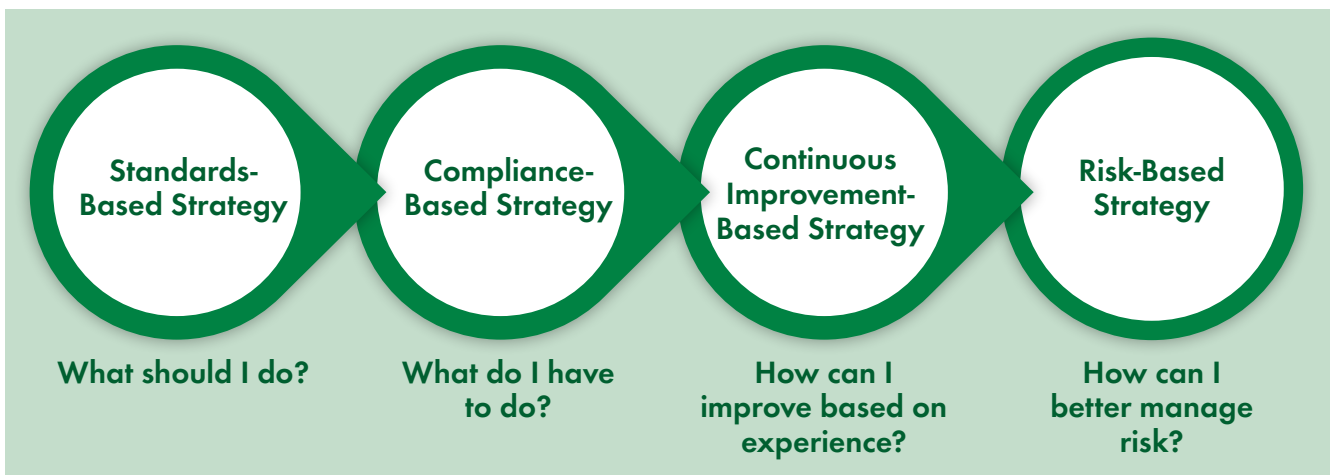 Standards-
Based Strategy
What should I do?
Compliance-
Based Strategy
What do I have
to do?
Continuous
Improvement-
Based Strategy
How can I
improve based on
experience?
Risk-Based
Strategy
How can I
better manage
risk?